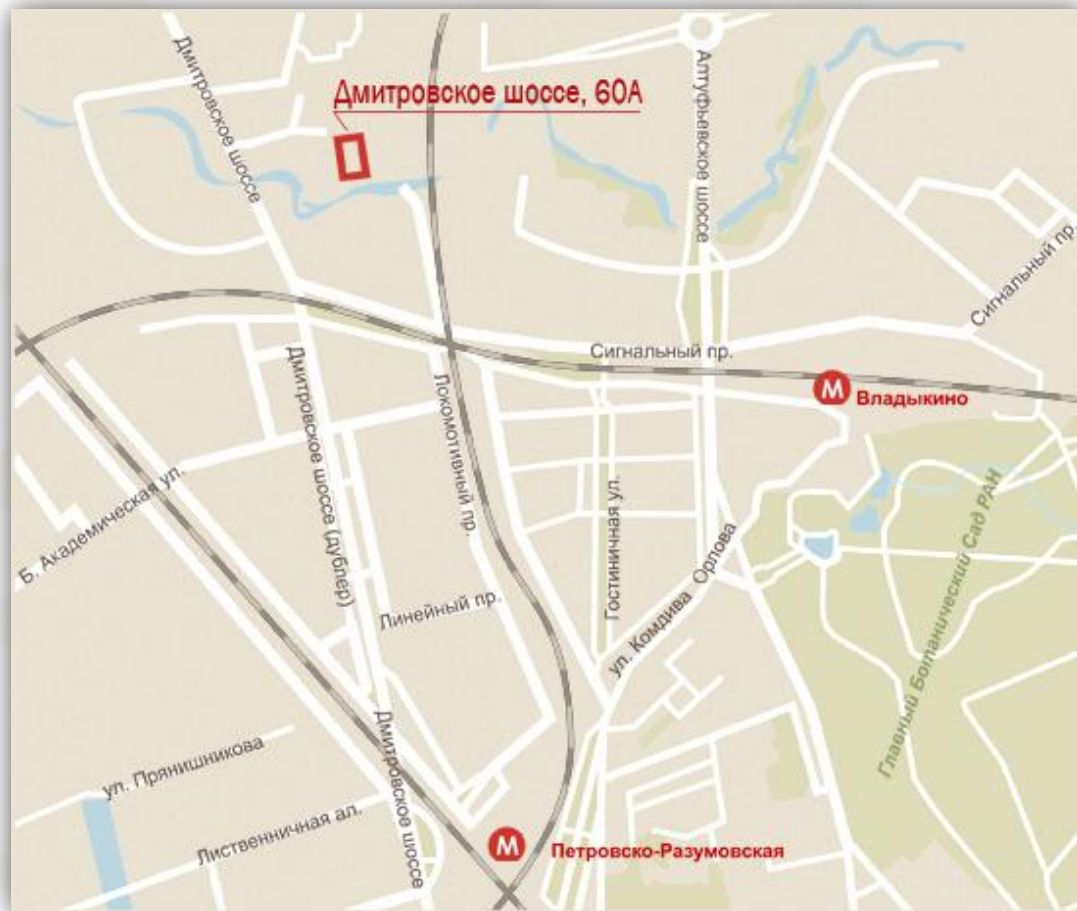 Дмитровское шоссе
Дмитровское шоссе, 60А
Алтуфьевское шоссе
Сигнальный пр.
Сигнальный пр.
М
Владыкино
Дмитровское шоссе (дублер)
Локомотивный пр.
Б. Академическая ул.
Гостиничная ул.
Главный Ботанический Сад РАН
ул. Комдива Орлова
Линейный пр.
Дмитровское шоссе
ул. Прянишникова
Лиственничная ал.
М
Петровско-Разумовская